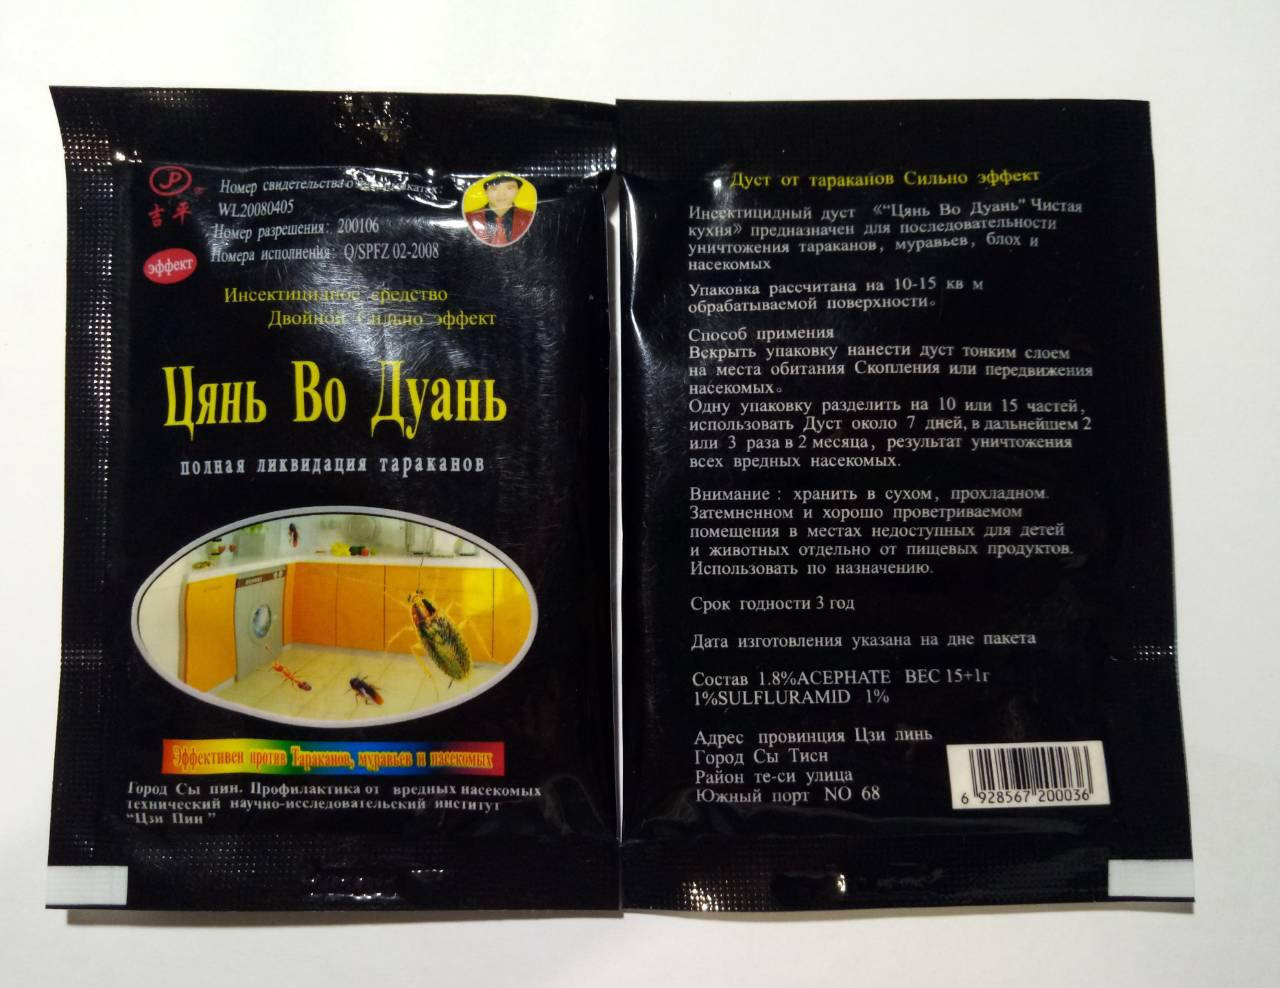 JP
吉平
эффект
Номер свидетельства о
WL20080405
Номер разрешения: 200106
Номера исполнения: Q/SPFZ 02-2008
Инсектицидное средство
Двойной Сильно эффект
Цянь Во Дуань
полная ликвидация тараканов
Эффективен против Тараканов, муравьев и насекомых
Город Сы пин. Профилактика от вредных насекомых
технический научно-исследовательский институт
“Цзи Пин”
Дуст от тараканов Сильно эффект
Инсектицидный дуст «“Цянь Во Дуань” Чистая
кухня» предназначен для последовательности
уничтожения тараканов, муравьев, блох и
насекомых
Упаковка рассчитана на 10-15 кв м
обрабатываемой поверхности。
Способ примения
Вскрыть упаковку нанести дуст тонким слоем
на места обитания Скопления или передвижения
насекомых。
Одну упаковку разделить на 10 или 15 частей,
использовать Дуст около 7 дней, в дальнейшем 2
или 3 раза в 2 месяца, результат уничтожения
всех вредных насекомых.
Внимание : хранить в сухом, прохладном.
Затемненном и хорошо проветриваемом
помещения в местах недоступных для детей
и животных отдельно от пищевых продуктов.
Использовать по назначению.
Срок годности 3 год
Дата изготовления указана на дне пакета
Состав 1.8%ACEPHATE ВЕС 15+1г
1%SULFLURAMID 1%
Адрес провинция Цзи линь
Город Сы Тисн
Район те-си улица
Южный порт NO 68
6 928567 200036